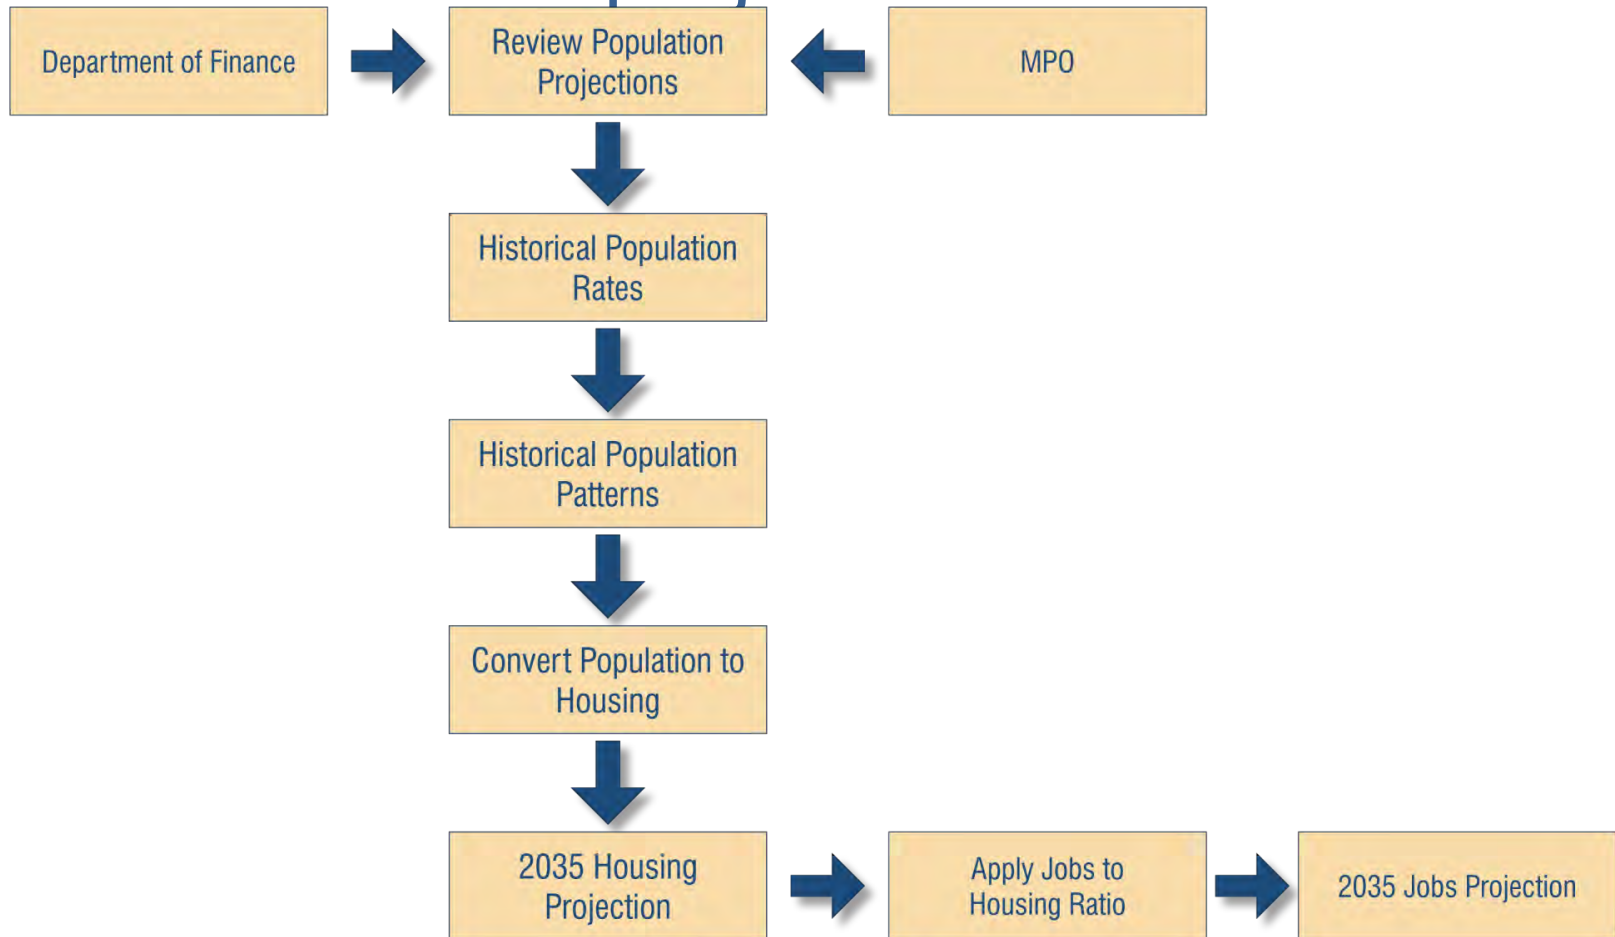 Department of Finance
Review Population
Projections
MPO
Historical Population
Rates
Historical Population
Patterns
Convert Population to
Housing
2035 Housing
Projection
Apply Jobs to
Housing Ratio
2035 Jobs Projection